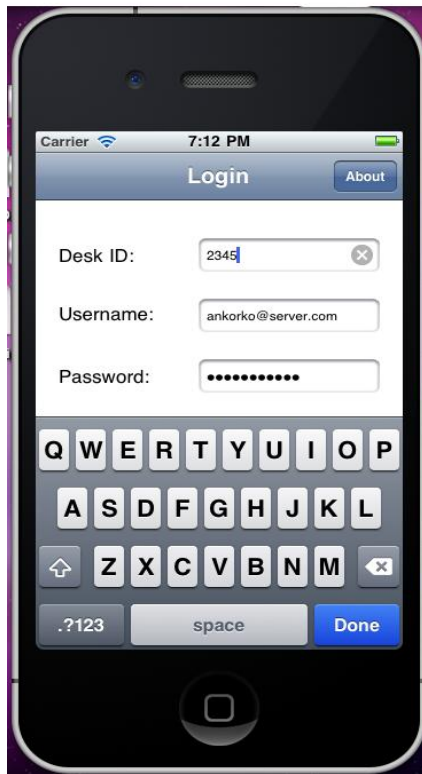 Carrier 7:12 PM
Login About
Desk ID: 2345
Username: ankorko@server.com
Password: •••••••••••
Q W E R T Y U I O P
A S D F G H J K L
Z X C V B N M
.?123 space Done